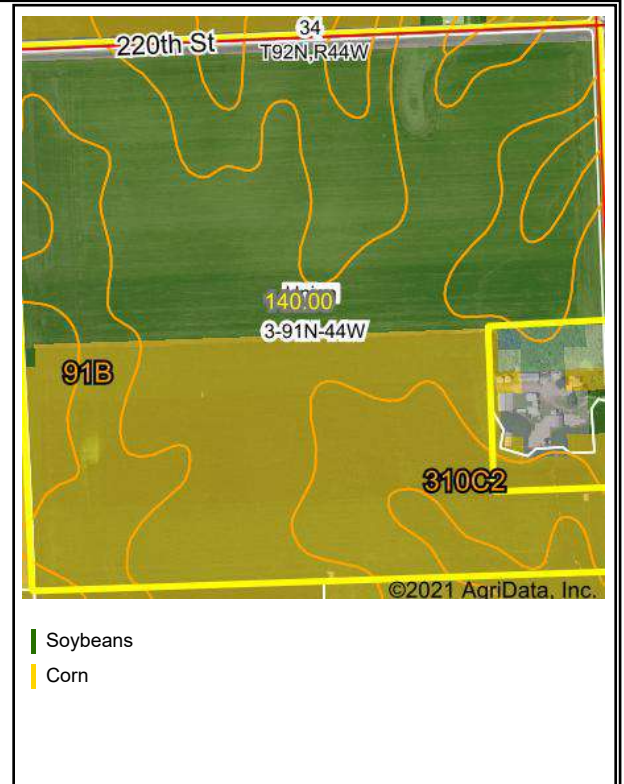 34
220th St
T92N,R44W
140.00
3-91N-44W
91B
310C2
©2021 AgriData, Inc.
Soybeans
Corn